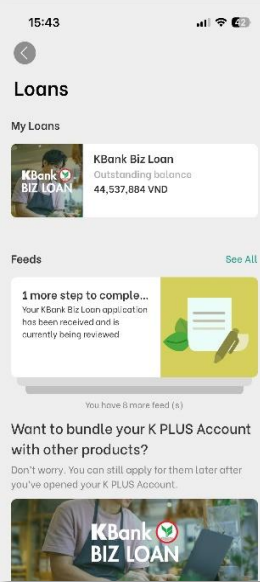 15:43
42
Loans
My Loans
KBank
BIZ LOAN
KBank Biz Loan
Outstanding balance
44,537,884 VND
Feeds
See All
1 more step to comple...
Your KBank Biz Loan application
has been received and is
currently being reviewed
You have 8 more feed (s)
Want to bundle your K PLUS Account
with other products?
Don't worry. You can still apply for them later after
you've opened your K PLUS Account.
KBank
BIZ LOAN